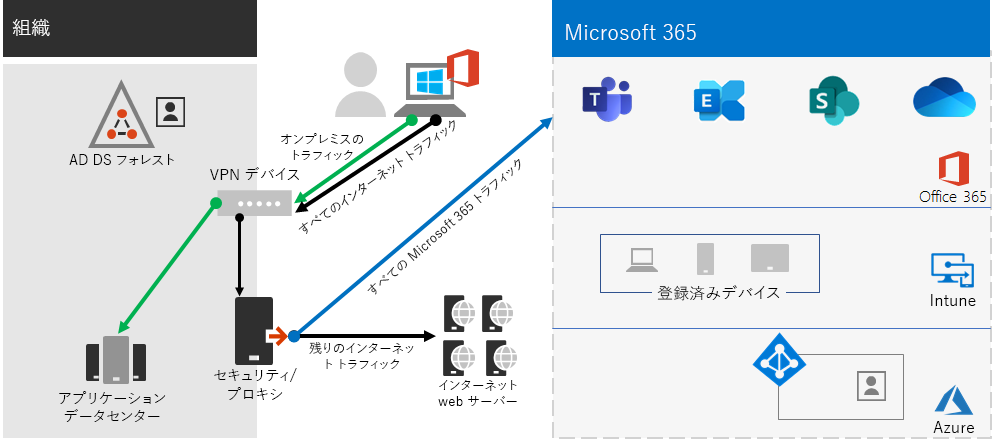 組織
Microsoft 365
AD DS フォレスト
オンプレミスの
トラフィック
すべてのインターネット トラフィック
VPN デバイス
すべての Microsoft 365 トラフィック
T
E
S
Office 365
登録済みデバイス
Intune
残りのインターネッ
ト トラフィック
セキュリティ/
プロキシ
アプリケーション
データセンター
インターネット
web サーバー
Azure